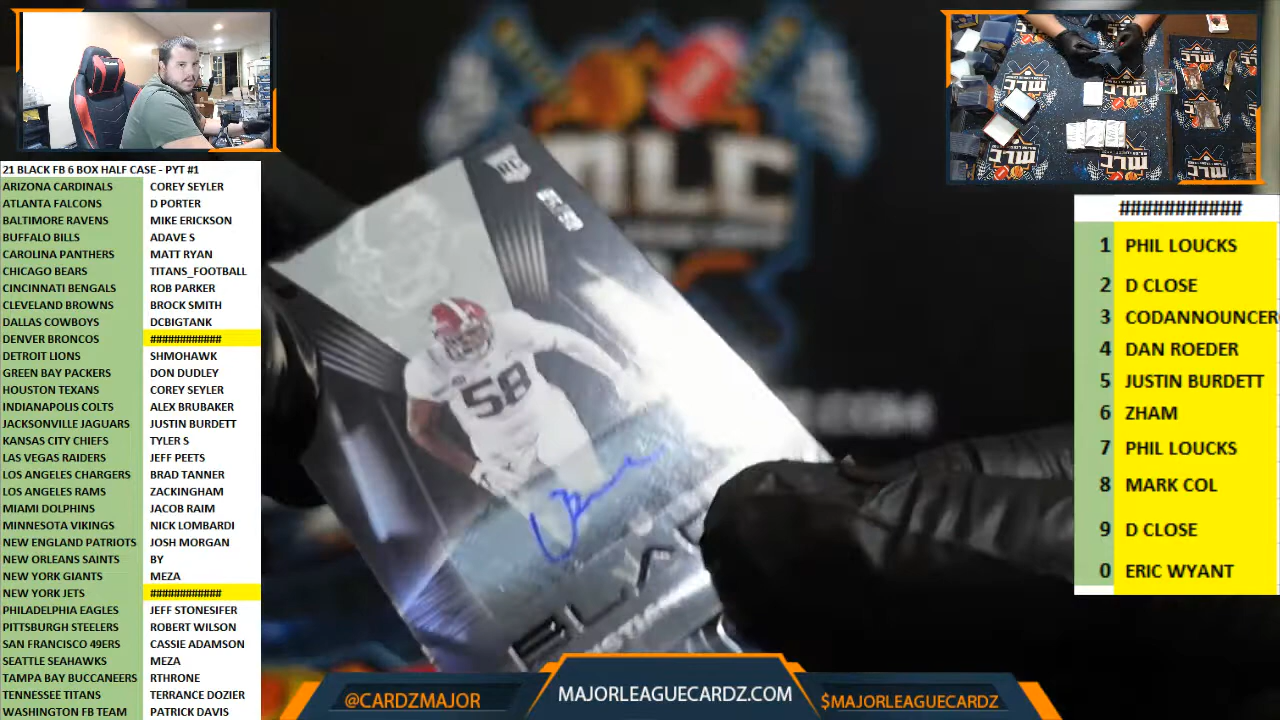 21 BLACK FB 6 BOX HALF CASE - PYT #1
ARIZONA CARDINALS COREY SEYLER
ATLANTA FALCONS D PORTER
BALTIMORE RAVENS MIKE ERICKSON
BUFFALO BILLS ADAVE S
CAROLINA PANTHERS MATT RYAN
CHICAGO BEARS TITANS_FOOTBALL
CINCINNATI BENGALS ROB PARKER
CLEVELAND BROWNS BROCK SMITH
DALLAS COWBOYS DCBIGTANK
DENVER BRONCOS ############
DETROIT LIONS SHMOHAWK
GREEN BAY PACKERS DON DUDLEY
HOUSTON TEXANS COREY SEYLER
INDIANAPOLIS COLTS ALEX BRUBAKER
JACKSONVILLE JAGUARS JUSTIN BURDETT
KANSAS CITY CHIEFS TYLER S
LAS VEGAS RAIDERS JEFF PEETS
LOS ANGELES CHARGERS BRAD TANNER
LOS ANGELES RAMS ZACKINGHAM
MIAMI DOLPHINS JACOB RAIM
MINNESOTA VIKINGS NICK LOMBARDI
NEW ENGLAND PATRIOTS JOSH MORGAN
NEW ORLEANS SAINTS BY
NEW YORK GIANTS MEZA
NEW YORK JETS ############
PHILADELPHIA EAGLES JEFF STONESIFER
PITTSBURGH STEELERS ROBERT WILSON
SAN FRANCISCO 49ERS CASSIE ADAMSON
SEATTLE SEAHAWKS MEZA
TAMPA BAY BUCCANEERS RTHRONE
TENNESSEE TITANS TERRANCE DOZIER
WASHINGTON FB TEAM PATRICK DAVIS
MLC
RC
58
MLC
###########
1 PHIL LOUCKS
2 D CLOSE
3 CODANNOUNCER
4 DAN ROEDER
5 JUSTIN BURDETT
6 ZHAM
7 PHIL LOUCKS
8 MARK COL
9 D CLOSE
0 ERIC WYANT
@CARDZMAJOR
MAJORLEAGUECARDZ.COM
$MAJORLEAGUECARDZ